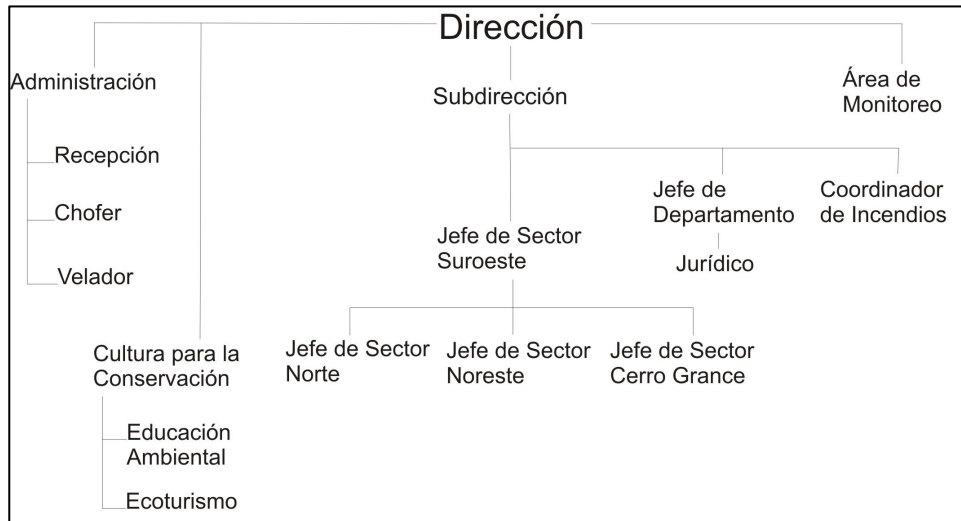 Dirección
Administración
Subdirección
Área de
Monitoreo
Recepción
Chofer
Velador
Jefe de
Departamento
Coordinador
de Incendios
Jurídico
Jefe de Sector
Suroeste
Cultura para la
Conservación
Jefe de Sector
Norte
Jefe de Sector
Noreste
Jefe de Sector
Cerro Grance
Educación
Ambiental
Ecoturismo